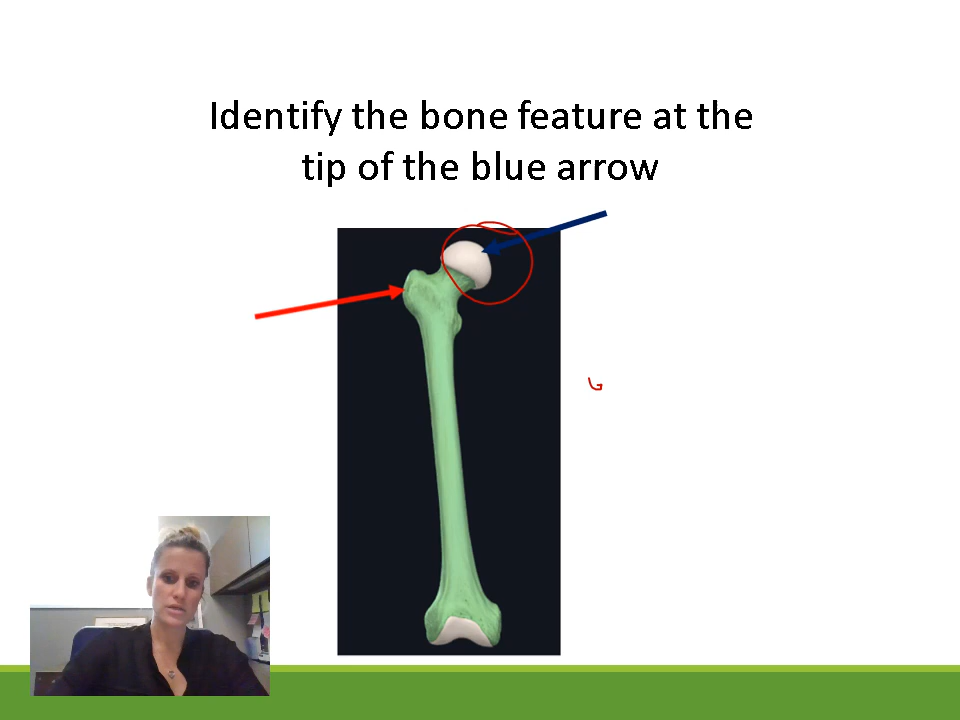 Identify the bone feature at the
tip of the blue arrow